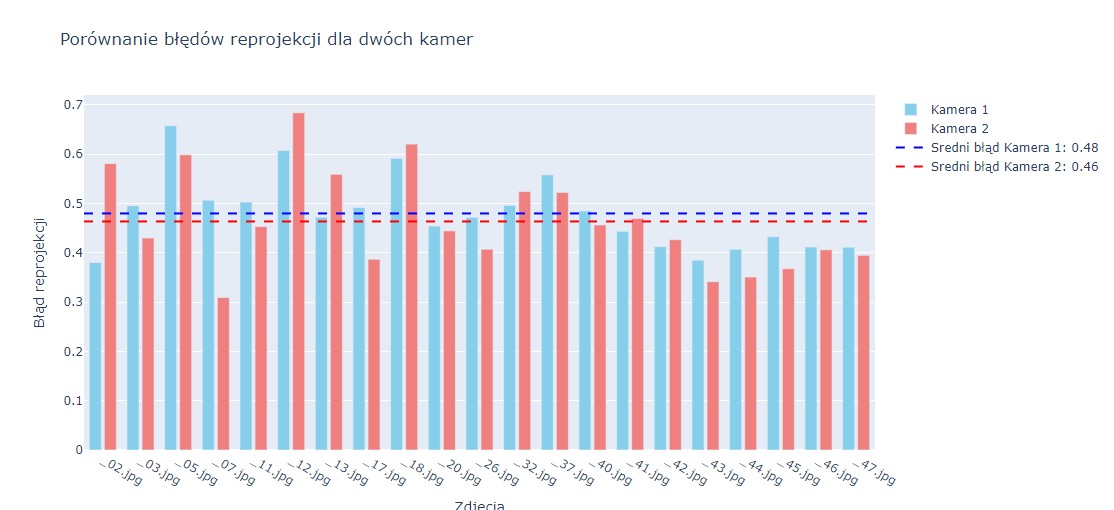 Porównanie błędów reprojekcji dla dwóch kamer
Kamera 1
Kamera 2
Sredni błąd Kamera 1: 0.48
Sredni błąd Kamera 2: 0.46
Błąd reprojekcji
0.7
0.6
0.5
0.4
0.3
0.2
0.1
0
_02.jpg
_03.jpg
_05.jpg
_07.jpg
_11.jpg
_12.jpg
_13.jpg
_17.jpg
_18.jpg
_20.jpg
_26.jpg
_32.jpg
_37.jpg
_40.jpg
_41.jpg
_42.jpg
_43.jpg
_44.jpg
_45.jpg
_46.jpg
_47.jpg
Zdjecia